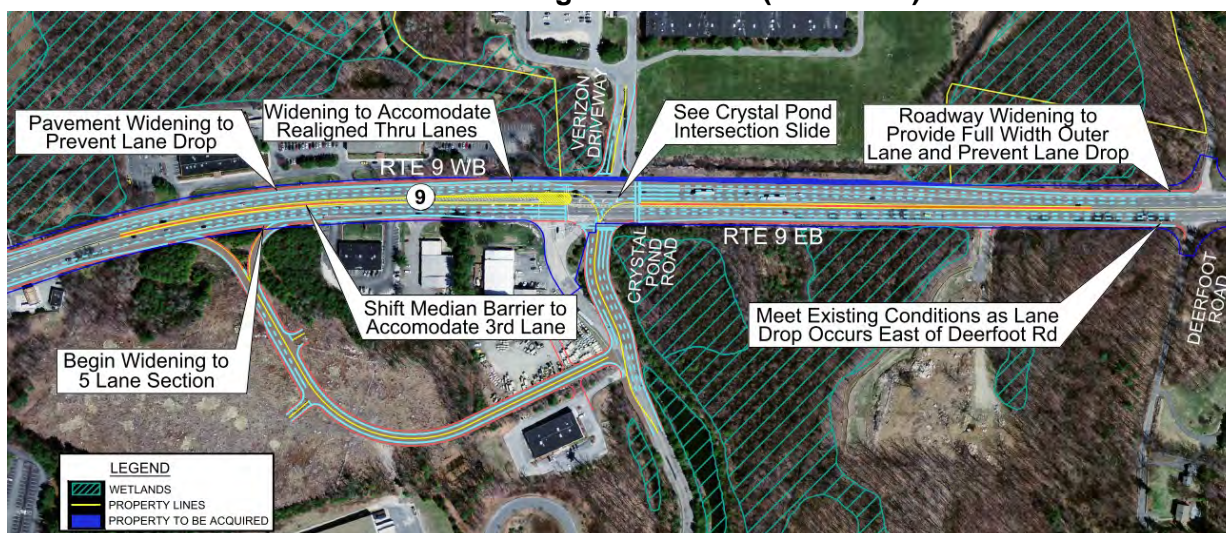 Pavement Widening to
Prevent Lane Drop
Widening to Accomodate
Realigned Thru Lanes
VERIZON
DRIVEWAY
See Crystal Pond
Intersection Slide
Roadway Widening to
Provide Full Width Outer
Lane and Prevent Lane Drop
RTE 9 WB
9
RTE 9 EB
CRYSTAL
POND
ROAD
DEERFOOT
ROAD
Begin Widening to
5 Lane Section
Shift Median Barrier to
Accomodate 3rd Lane
Meet Existing Conditions as Lane
Drop Occurs East of Deerfoot Rd
LEGEND
WETLANDS
PROPERTY LINES
PROPERTY TO BE ACQUIRED